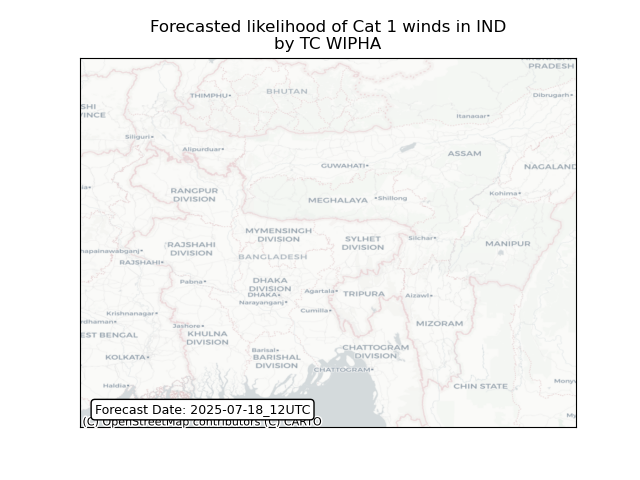 Forecasted likelihood of Cat 1 winds in IND
by TC WIPHA
PRADESH
THIMPHU
BHUTAN
Dibrugarh
SHI
VINCE
Itanagar
Siliguri
Alipurduar
ASSAM
GUWAHATI
NAGALAND
RANGPUR
DIVISION
MEGHALAYA
Shillong
Kohima
MYMENSINGH
DIVISION
SYLHET
DIVISION
Silchar
MANIPUR
RAJSHAHI
DIVISION
hapainawabganj
BANGLADESH
RAJSHAHI
Pabna
DHAKA
DIVISION
DHAKA
Narayanganj
Agartala
TRIPURA
Aizawl
Cumilla
Krishnanagar
rdhaman
Jashore
KHULNA
DIVISION
MIZORAM
EST BENGAL
KOLKATA
Barisal
BARISHAL
DIVISION
CHATTOGRAM
DIVISION
CHATTOGRAM
Haldia
CHIN STATE
Monyw
My
Forecast Date: 2025-07-18_12UTC
(C) OpenStreetMap contributors (C) CARTO